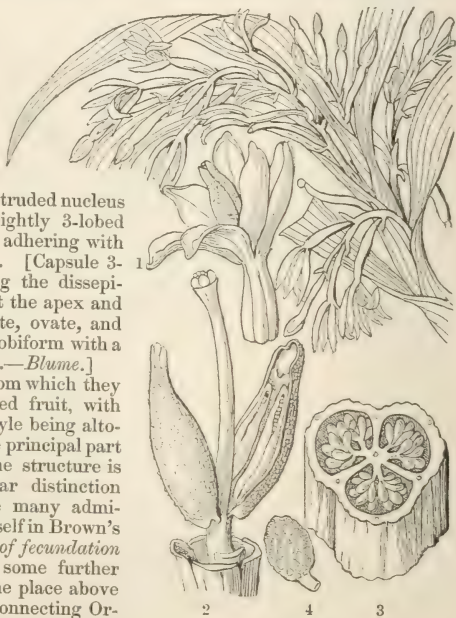 truded nucleus
ightly 3-lobed
adhering with
. [Capsule 3-
g the dissepi-
t the apex and
te, ovate, and
obiform with a
.—Blume.]
om which they
ed fruit, with
yle being alto-
e principal part
ne structure is
ar distinction
e many admi-
self in Brown's
of fecundation
some further
ne place above
onnecting Or-
1
2 4 3